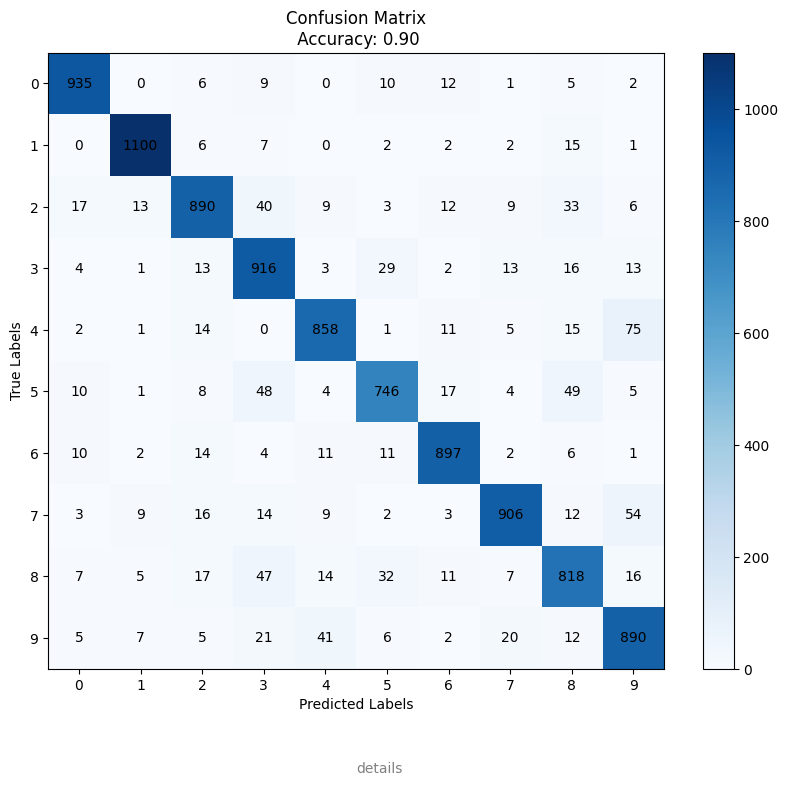 Confusion Matrix
Accuracy: 0.90
0 935 0 6 9 0 10 12 1 5 2
1 0 1100 6 7 0 2 2 2 15 1
2 17 13 890 40 9 3 12 9 33 6
3 4 1 13 916 3 29 2 13 16 13
4 2 1 14 0 858 1 11 5 15 75
5 10 1 8 48 4 746 17 4 49 5
6 10 2 14 4 11 11 897 2 6 1
7 3 9 16 14 9 2 3 906 12 54
8 7 5 17 47 14 32 11 7 818 16
9 5 7 5 21 41 6 2 20 12 890
0 1 2 3 4 5 6 7 8 9
True Labels
Predicted Labels
1000
800
600
400
200
0
details